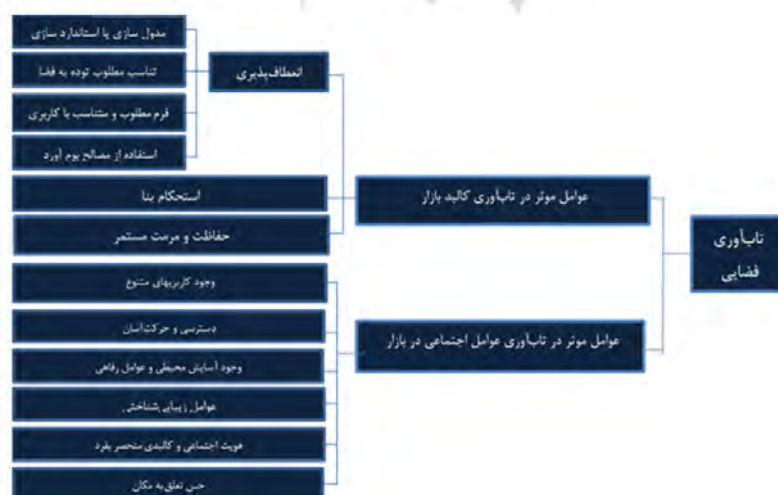 تاب‌آوری
فضایی
عوامل موثر در تاب‌آوری کالبد بازار
انعطاف‌پذیری
مدول سازی یا استاندارد سازی
تناسب مطلوب توده به فضا
فرم مطلوب و متناسب با کاربری
استفاده از مصالح بوم آورد
استحکام بنا
حفاظت و مرمت مستمر
عوامل موثر در تاب‌آوری عوامل اجتماعی در بازار
وجود کاربریهای متنوع
دسترسی و حرکت‌آسان
وجود آسایش محیطی و عوامل رفاهی
عوامل زیبایی‌شناختی
هویت اجتماعی و کالبدی منحصر بفرد
حس تعلق‌به مکان